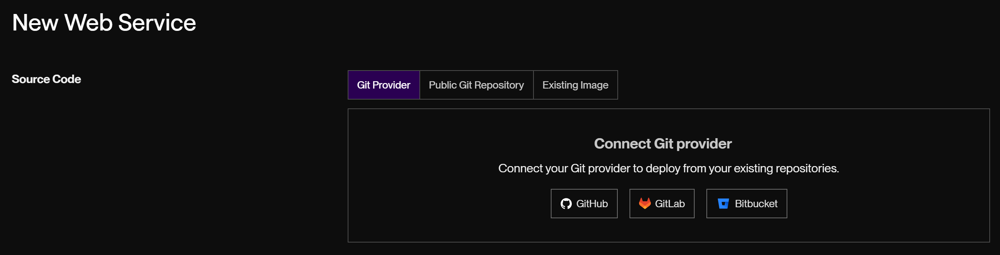 New Web Service
Source Code
Git Provider
Public Git Repository
Existing Image
Connect Git provider
Connect your Git provider to deploy from your existing repositories.
GitHub
GitLab
Bitbucket